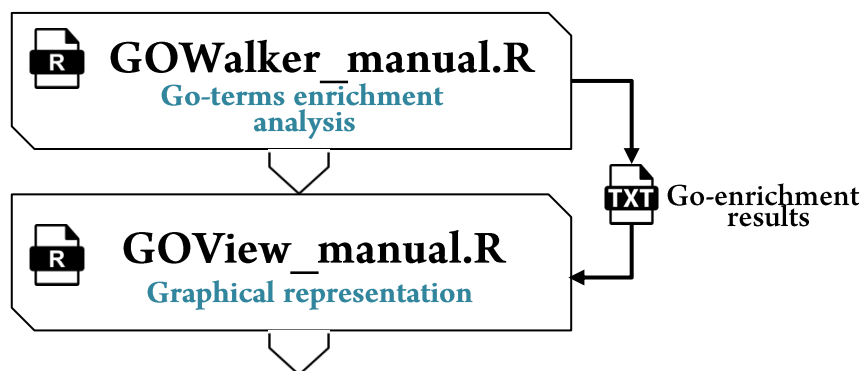 R
GOWalker_manual.R
Go-terms enrichment
analysis
TXT
Go-enrichment
results
R
GOView_manual.R
Graphical representation